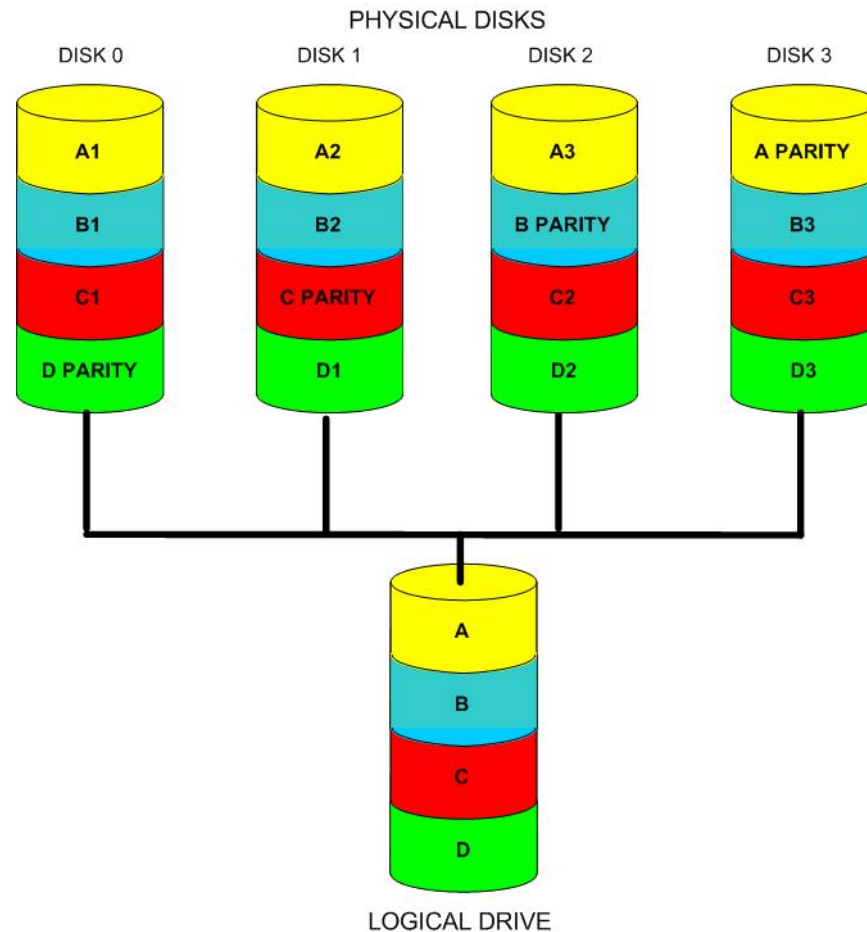 PHYSICAL DISKS
DISK 0 DISK 1 DISK 2 DISK 3
A1 A2 A3 A PARITY
B1 B2 B PARITY B3
C1 C PARITY C2 C3
D PARITY D1 D2 D3
A
B
C
D
LOGICAL DRIVE